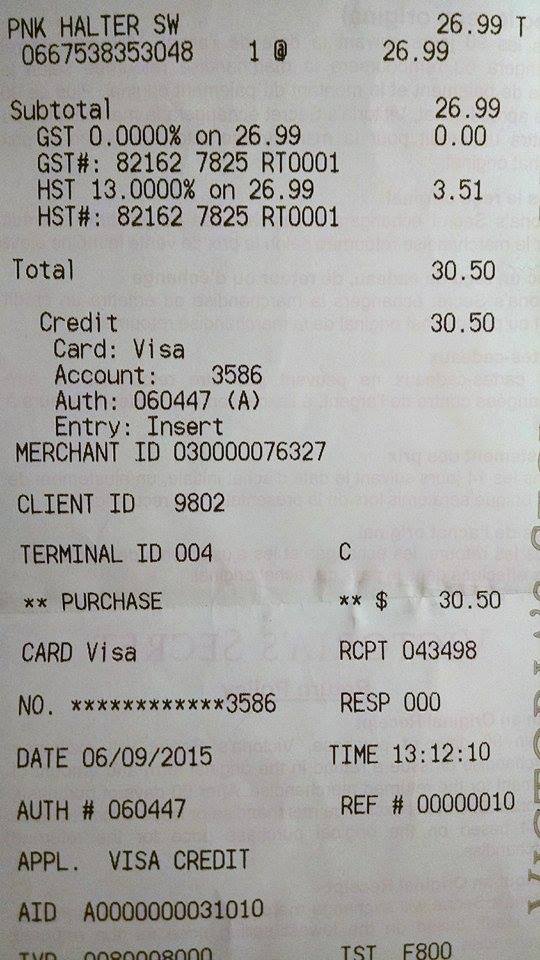 PNK HALTER SW 26.99 T
0667538353048 1 @ 26.99
Subtotal 26.99
GST 0.0000% on 26.99 0.00
GST#: 82162 7825 RT0001
HST 13.0000% on 26.99 3.51
HST#: 82162 7825 RT0001
Total 30.50
Credit 30.50
Card: Visa
Account: 3586
Auth: 060447 (A)
Entry: Insert
MERCHANT ID 030000076327
CLIENT ID 9802
TERMINAL ID 004 C
** PURCHASE ** $ 30.50
CARD Visa RCPT 043498
NO. ************3586 RESP 000
DATE 06/09/2015 TIME 13:12:10
AUTH # 060447 REF # 00000010
APPL. VISA CREDIT
AID A0000000031010
TVR 0080008000 TST F800